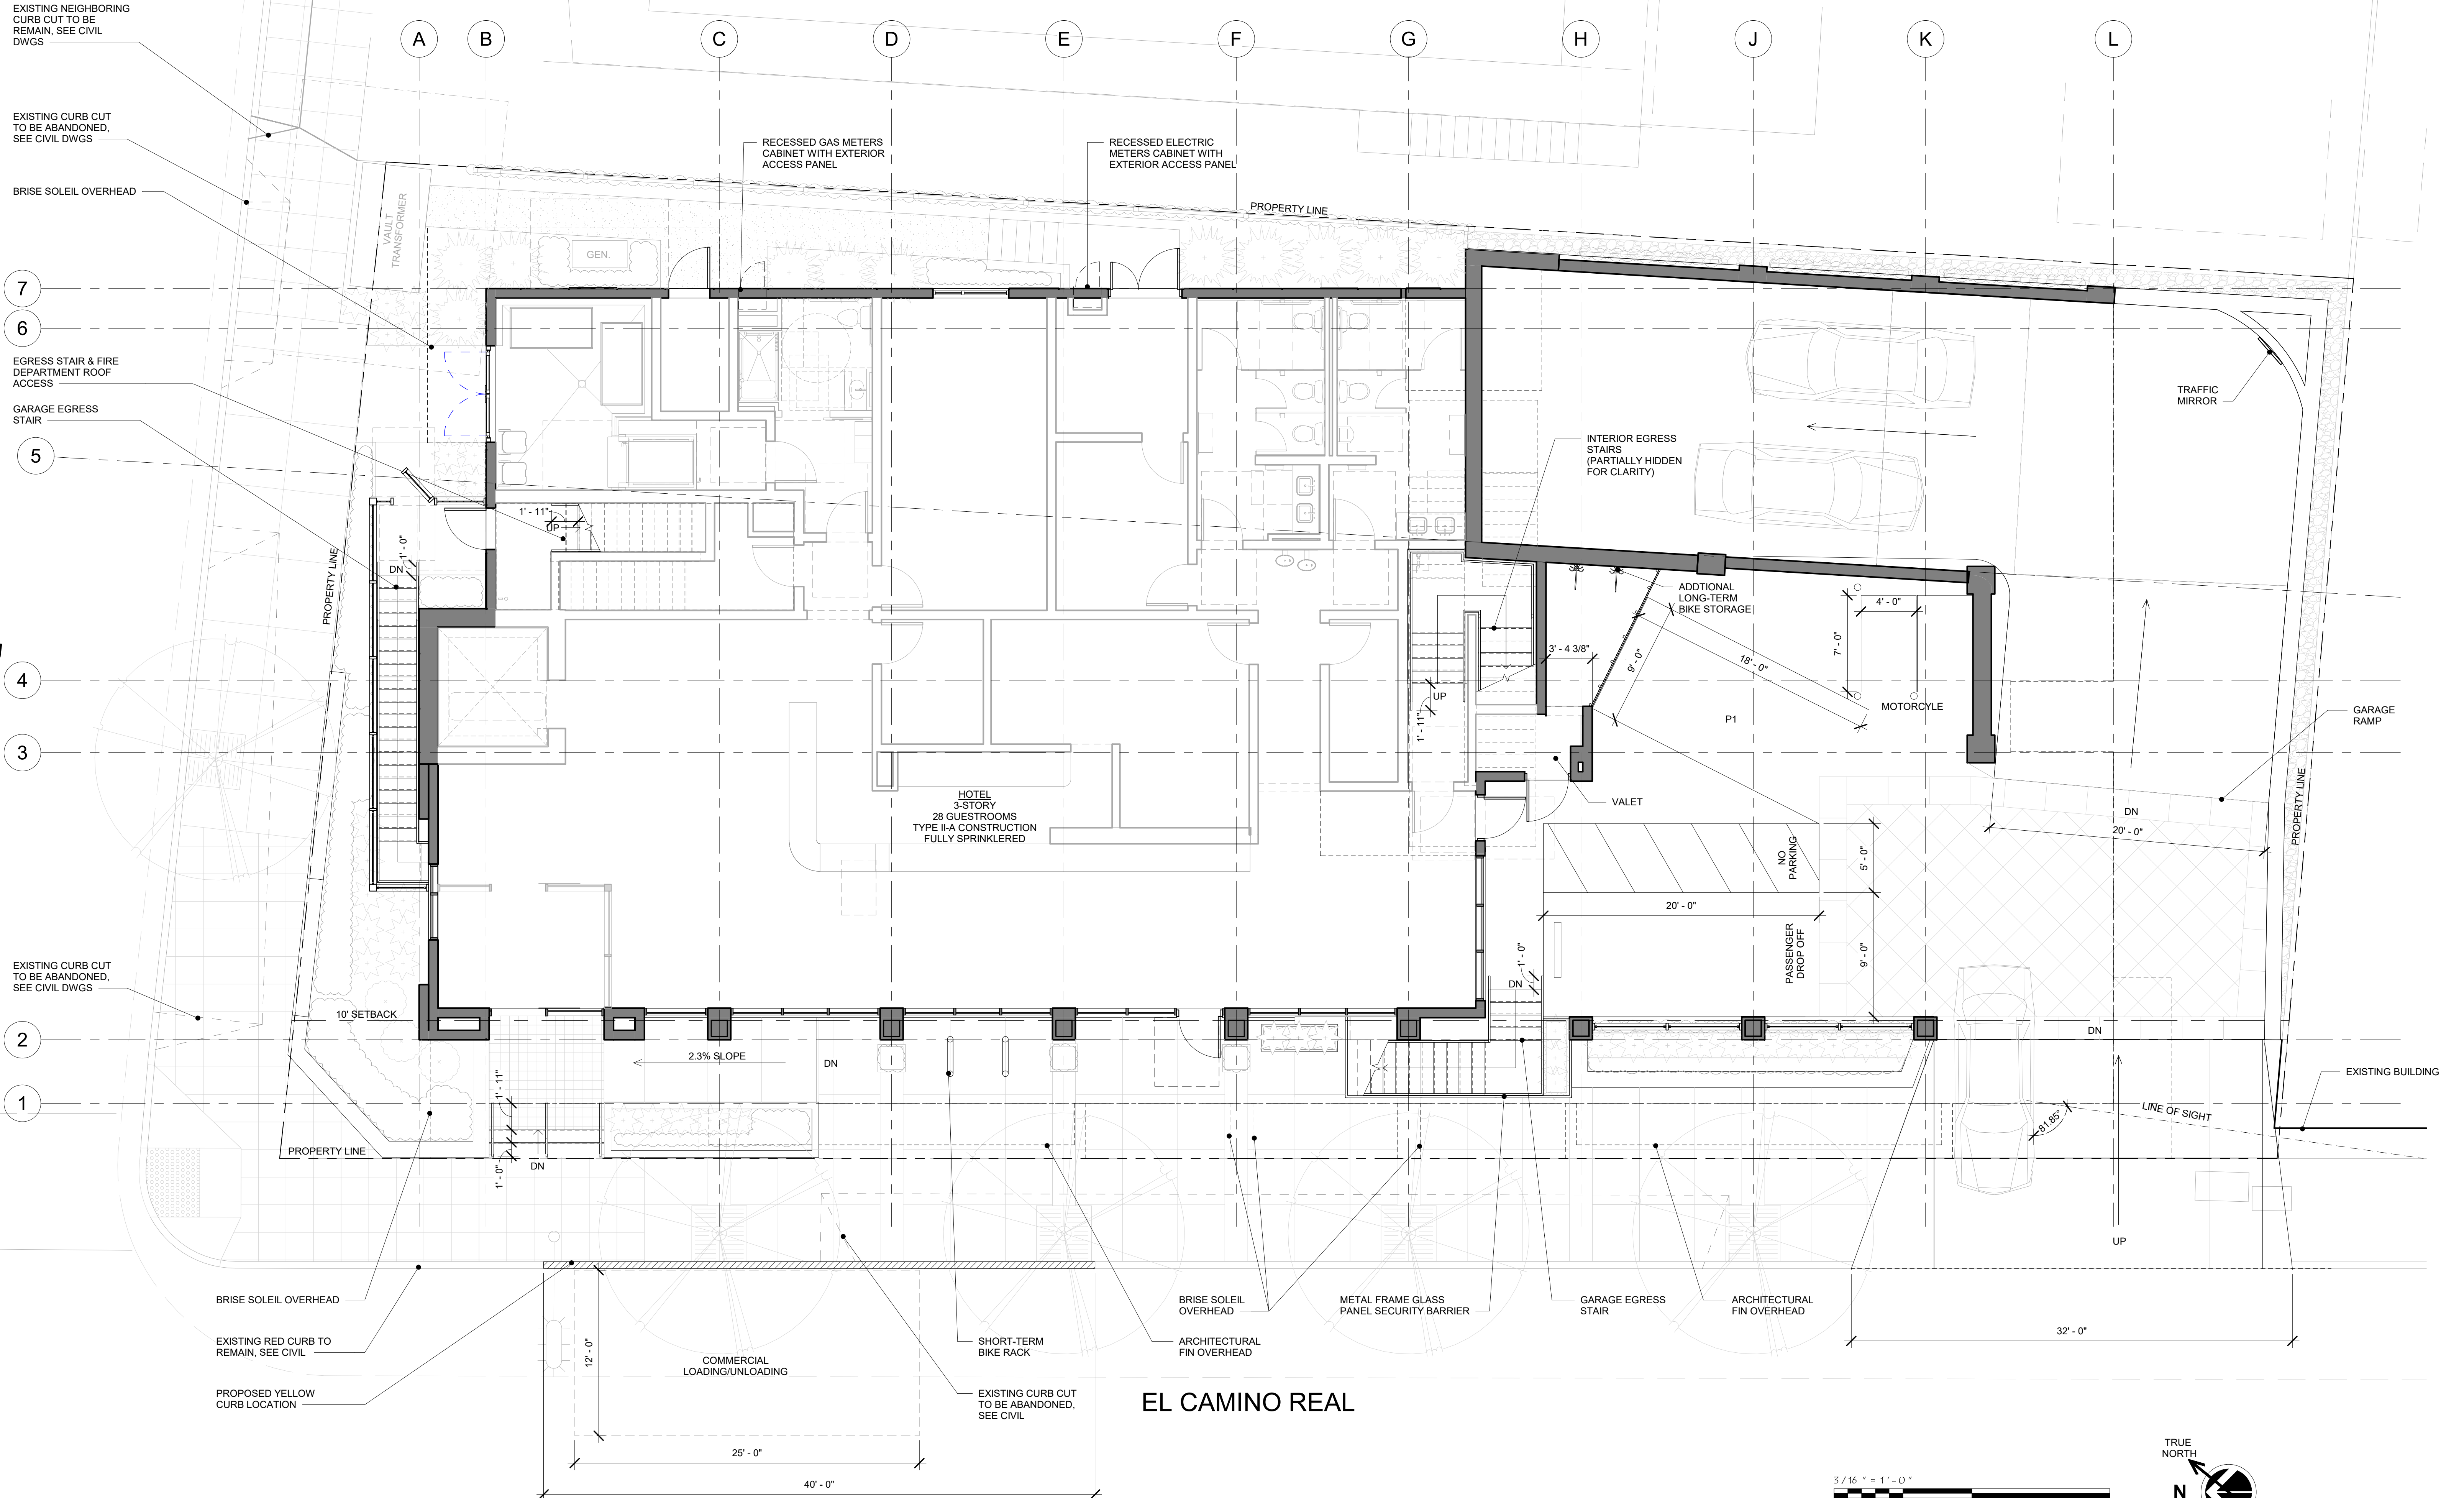 EXISTING NEIGHBORING
CURB CUT TO BE
REMAIN, SEE CIVIL
DWGS
A
B
C
D
E
F
G
H
J
K
L
EXISTING CURB CUT
TO BE ABANDONED,
SEE CIVIL DWGS
RECESSED GAS METERS
CABINET WITH EXTERIOR
ACCESS PANEL
RECESSED ELECTRIC
METERS CABINET WITH
EXTERIOR ACCESS PANEL
BRISE SOLEIL OVERHEAD
VAULT
TRANSFORMER
PROPERTY LINE
GEN.
7
6
EGRESS STAIR & FIRE
DEPARTMENT ROOF
ACCESS
TRAFFIC
MIRROR
GARAGE EGRESS
STAIR
5
INTERIOR EGRESS
STAIRS
(PARTIALLY HIDDEN
FOR CLARITY)
1' - 11"
UP
1' - 0"
DN
PROPERTY LINE
ADDTIONAL
LONG-TERM
BIKE STORAGE
4' - 0"
7' - 0"
3' - 4 3/8"
9' - 0"
18' - 0"
4
UP
1' - 11"
MOTORCYLE
P1
GARAGE
RAMP
3
HOTEL
3-STORY
28 GUESTROOMS
TYPE II-A CONSTRUCTION
FULLY SPRINKLERED
VALET
DN
20' - 0"
PROPERTY LINE
NO
PARKING
5' - 0"
20' - 0"
PASSENGER
DROP OFF
9' - 0"
1' - 0"
DN
EXISTING CURB CUT
TO BE ABANDONED,
SEE CIVIL DWGS
10' SETBACK
2
2.3% SLOPE
DN
DN
EXISTING BUILDING
1
1' - 11"
LINE OF SIGHT
81.85°
PROPERTY LINE
1' - 0"
DN
UP
BRISE SOLEIL OVERHEAD
BRISE SOLEIL
OVERHEAD
METAL FRAME GLASS
PANEL SECURITY BARRIER
GARAGE EGRESS
STAIR
ARCHITECTURAL
FIN OVERHEAD
EXISTING RED CURB TO
REMAIN, SEE CIVIL
12' - 0"
COMMERCIAL
LOADING/UNLOADING
SHORT-TERM
BIKE RACK
ARCHITECTURAL
FIN OVERHEAD
32' - 0"
PROPOSED YELLOW
CURB LOCATION
EXISTING CURB CUT
TO BE ABANDONED,
SEE CIVIL
EL CAMINO REAL
25' - 0"
40' - 0"
3/16 " = 1'-0"
TRUE
NORTH
N